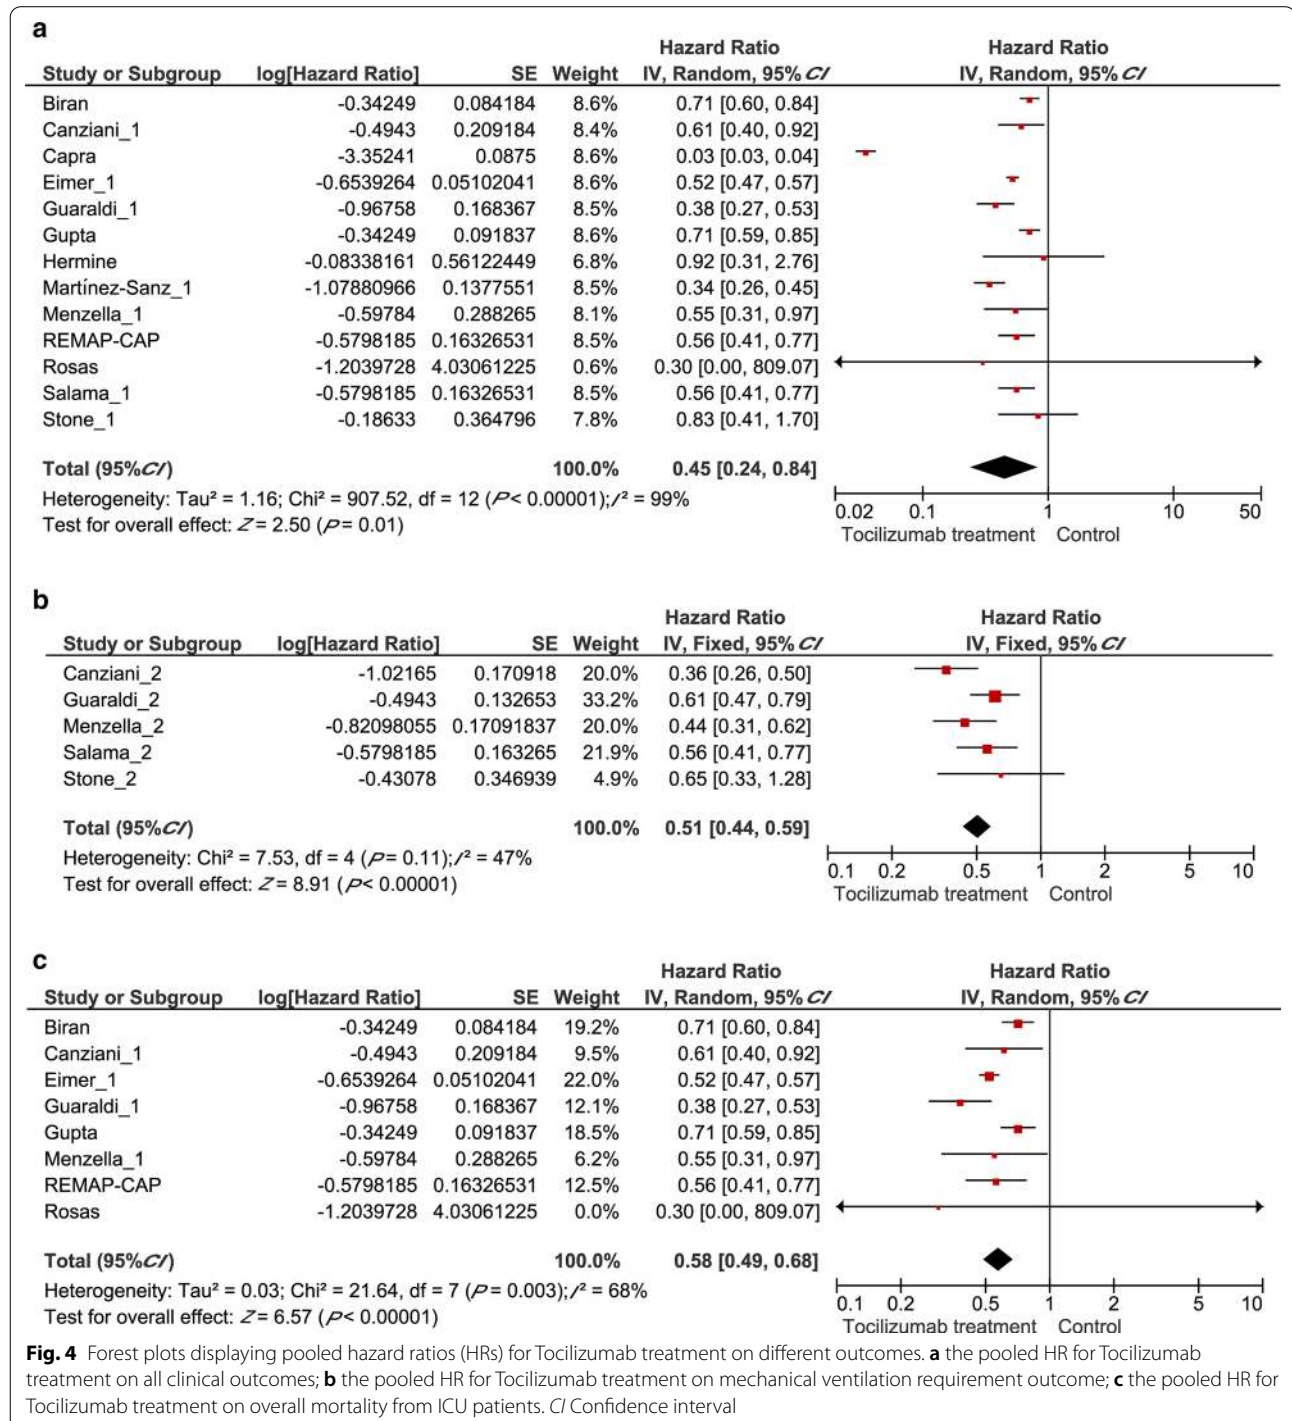 a
Hazard Ratio Hazard Ratio
Study or Subgroup log[Hazard Ratio] SE Weight IV, Random, 95% CI IV, Random, 95% CI
Biran -0.34249 0.084184 8.6% 0.71 [0.60, 0.84]
Canziani_1 -0.4943 0.209184 8.4% 0.61 [0.40, 0.92]
Capra -3.35241 0.0875 8.6% 0.03 [0.03, 0.04]
Eimer_1 -0.6539264 0.05102041 8.6% 0.52 [0.47, 0.57]
Guaraldi_1 -0.96758 0.168367 8.5% 0.38 [0.27, 0.53]
Gupta -0.34249 0.091837 8.6% 0.71 [0.59, 0.85]
Hermine -0.08338161 0.56122449 6.8% 0.92 [0.31, 2.76]
Martínez-Sanz_1 -1.07880966 0.1377551 8.5% 0.34 [0.26, 0.45]
Menzella_1 -0.59784 0.288265 8.1% 0.55 [0.31, 0.97]
REMAP-CAP -0.5798185 0.16326531 8.5% 0.56 [0.41, 0.77]
Rosas -1.2039728 4.03061225 0.6% 0.30 [0.00, 809.07]
Salama_1 -0.5798185 0.16326531 8.5% 0.56 [0.41, 0.77]
Stone_1 -0.18633 0.364796 7.8% 0.83 [0.41, 1.70]
Total (95%CI) 100.0% 0.45 [0.24, 0.84]
Heterogeneity: Tau² = 1.16; Chi² = 907.52, df = 12 (P< 0.00001);I² = 99%
Test for overall effect: Z = 2.50 (P = 0.01)
0.02 0.1 1 10 50
Tocilizumab treatment Control
b
Hazard Ratio Hazard Ratio
Study or Subgroup log[Hazard Ratio] SE Weight IV, Fixed, 95% CI IV, Fixed, 95% CI
Canziani_2 -1.02165 0.170918 20.0% 0.36 [0.26, 0.50]
Guaraldi_2 -0.4943 0.132653 33.2% 0.61 [0.47, 0.79]
Menzella_2 -0.82098055 0.17091837 20.0% 0.44 [0.31, 0.62]
Salama_2 -0.5798185 0.163265 21.9% 0.56 [0.41, 0.77]
Stone_2 -0.43078 0.346939 4.9% 0.65 [0.33, 1.28]
Total (95%CI) 100.0% 0.51 [0.44, 0.59]
Heterogeneity: Chi² = 7.53, df = 4 (P = 0.11);I² = 47%
Test for overall effect: Z = 8.91 (P< 0.00001)
0.1 0.2 0.5 1 2 5 10
Tocilizumab treatment Control
c
Hazard Ratio Hazard Ratio
Study or Subgroup log[Hazard Ratio] SE Weight IV, Random, 95% CI IV, Random, 95% CI
Biran -0.34249 0.084184 19.2% 0.71 [0.60, 0.84]
Canziani_1 -0.4943 0.209184 9.5% 0.61 [0.40, 0.92]
Eimer_1 -0.6539264 0.05102041 22.0% 0.52 [0.47, 0.57]
Guaraldi_1 -0.96758 0.168367 12.1% 0.38 [0.27, 0.53]
Gupta -0.34249 0.091837 18.5% 0.71 [0.59, 0.85]
Menzella_1 -0.59784 0.288265 6.2% 0.55 [0.31, 0.97]
REMAP-CAP -0.5798185 0.16326531 12.5% 0.56 [0.41, 0.77]
Rosas -1.2039728 4.03061225 0.0% 0.30 [0.00, 809.07]
Total (95%CI) 100.0% 0.58 [0.49, 0.68]
Heterogeneity: Tau² = 0.03; Chi² = 21.64, df = 7 (P = 0.003);I² = 68%
Test for overall effect: Z = 6.57 (P< 0.00001)
0.1 0.2 0.5 1 2 5 10
Tocilizumab treatment Control
Fig. 4 Forest plots displaying pooled hazard ratios (HRs) for Tocilizumab treatment on different outcomes. a the pooled HR for Tocilizumab
treatment on all clinical outcomes; b the pooled HR for Tocilizumab treatment on mechanical ventilation requirement outcome; c the pooled HR for
Tocilizumab treatment on overall mortality from ICU patients. CI Confidence interval